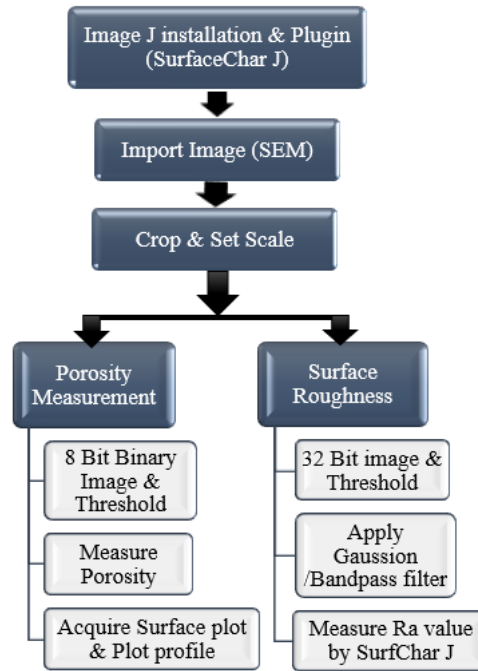 Image J installation & Plugin
(SurfaceChar J)
Import Image (SEM)
Crop & Set Scale
Porosity
Measurement
8 Bit Binary
Image &
Threshold
Measure
Porosity
Acquire Surface plot
& Plot profile
Surface
Roughness
32 Bit image &
Threshold
Apply
Gaussion
/Bandpass filter
Measure Ra value
by SurfChar J